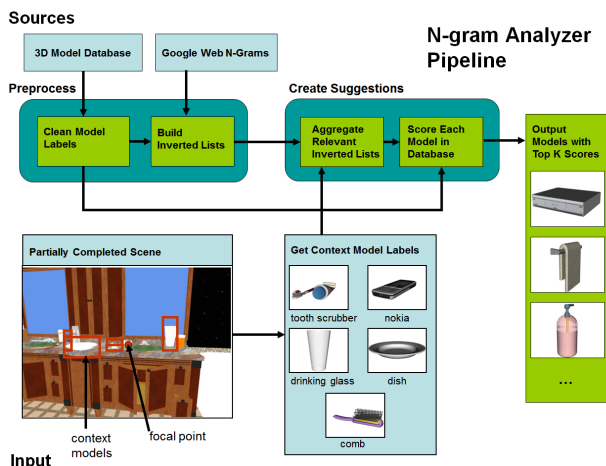 Sources
N-gram Analyzer
Pipeline
3D Model Database
Google Web N-Grams
Preprocess
Create Suggestions
Clean Model
Labels
Build
Inverted Lists
Aggregate
Relevant
Inverted Lists
Score Each
Model in
Database
Output
Models with
Top K Scores
Partially Completed Scene
Get Context Model Labels
tooth scrubber
nokia
drinking glass
dish
comb
...
context
models
focal point
Input